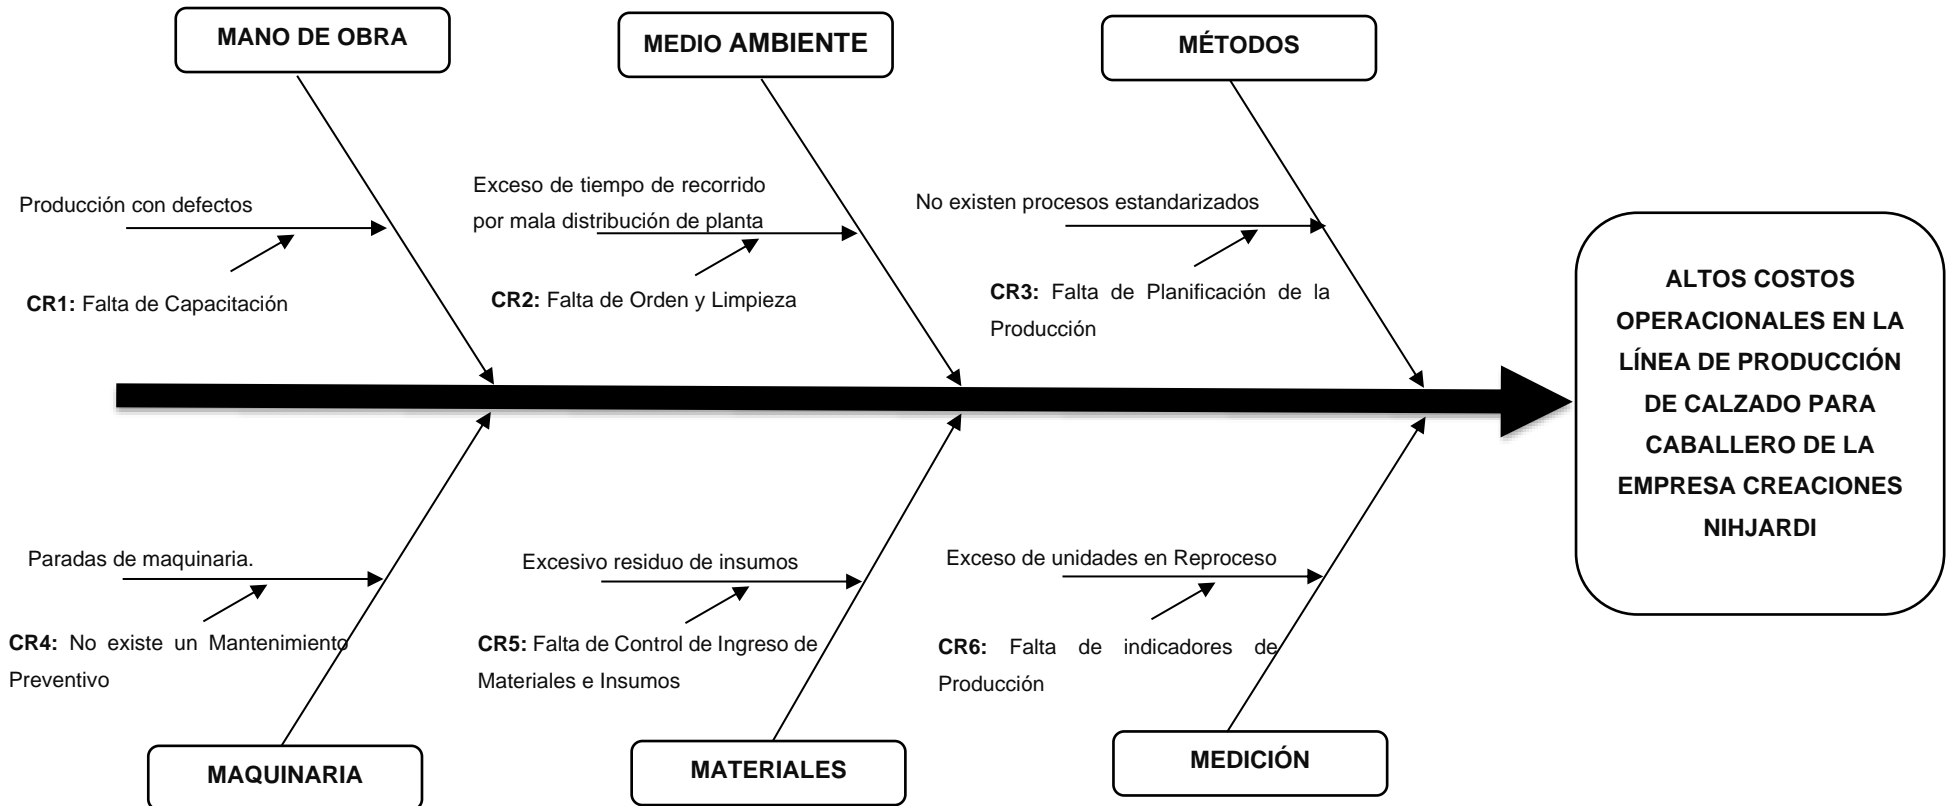 MANO DE OBRA
MEDIO AMBIENTE
MÉTODOS
Producción con defectos
CR1: Falta de Capacitación
Exceso de tiempo de recorrido
por mala distribución de planta
CR2: Falta de Orden y Limpieza
No existen procesos estandarizados
CR3: Falta de Planificación de la
Producción
ALTOS COSTOS
OPERACIONALES EN LA
LÍNEA DE PRODUCCIÓN
DE CALZADO PARA
CABALLERO DE LA
EMPRESA CREACIONES
NIHJARDI
Paradas de maquinaria.
CR4: No existe un Mantenimiento
Preventivo
Excesivo residuo de insumos
CR5: Falta de Control de Ingreso de
Materiales e Insumos
Exceso de unidades en Reproceso
CR6: Falta de indicadores de
Producción
MAQUINARIA
MATERIALES
MEDICIÓN